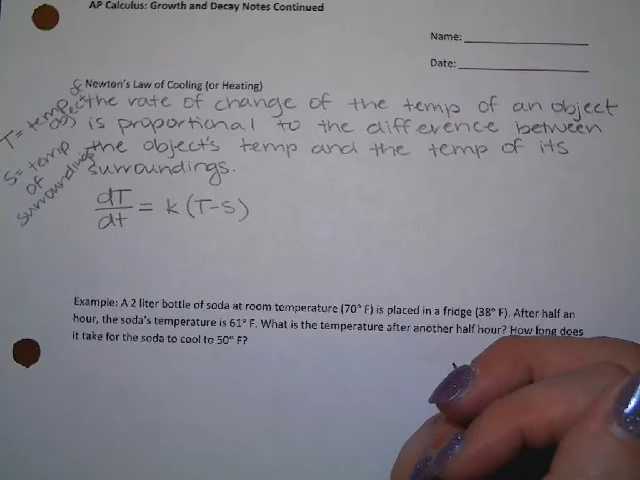 AP Calculus: Growth and Decay Notes Continued
Name:
Date:
Newton's Law of Cooling (or Heating)
the rate of change of the temp of an object
is proportional to the difference between
the object's temp and the temp of its
surroundings.
T = temp of
object
S = temp
of
surroundings
dT/dt = k(T-S)
Example: A 2 liter bottle of soda at room temperature (70° F) is placed in a fridge (38° F). After half an
hour, the soda's temperature is 61° F. What is the temperature after another half hour? How long does
it take for the soda to cool to 50° F?